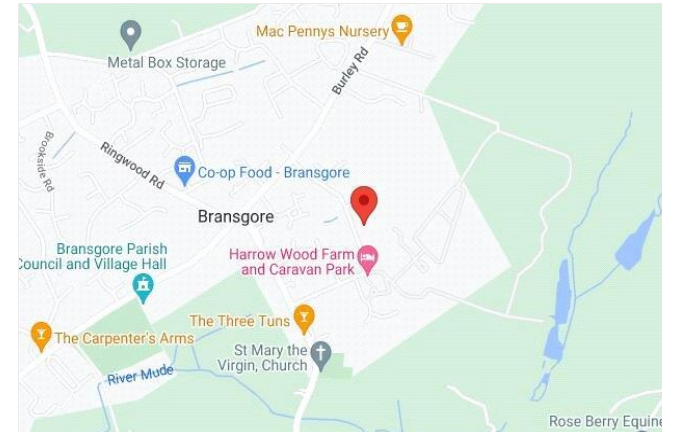 Mac Pennys Nursery
Metal Box Storage
Burley Rd
Brookside Rd
Ringwood Rd
Co-op Food - Bransgore
Bransgore
Bransgore Parish
Council and Village Hall
Harrow Wood Farm
and Caravan Park
The Three Tuns
The Carpenter's Arms
St Mary the
Virgin, Church
River Mude
Rose Berry Equine